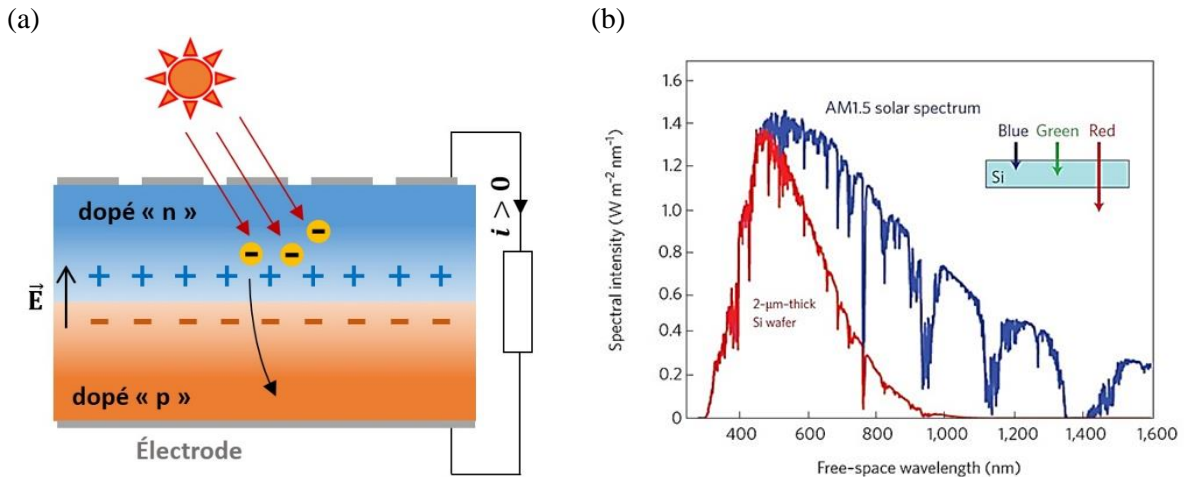 (a)
dopé « n »
+ + + + + + + + +
E
- - - - - - - - -
dopé « p »
Électrode
i > 0
(b)
Spectral intensity (W m⁻² nm⁻¹)
1.6
1.4
1.2
1.0
0.8
0.6
0.4
0.2
0
AM1.5 solar spectrum
Blue Green Red
Si
2-μm-thick
Si wafer
400 600 800 1,000 1,200 1,400 1,600
Free-space wavelength (nm)